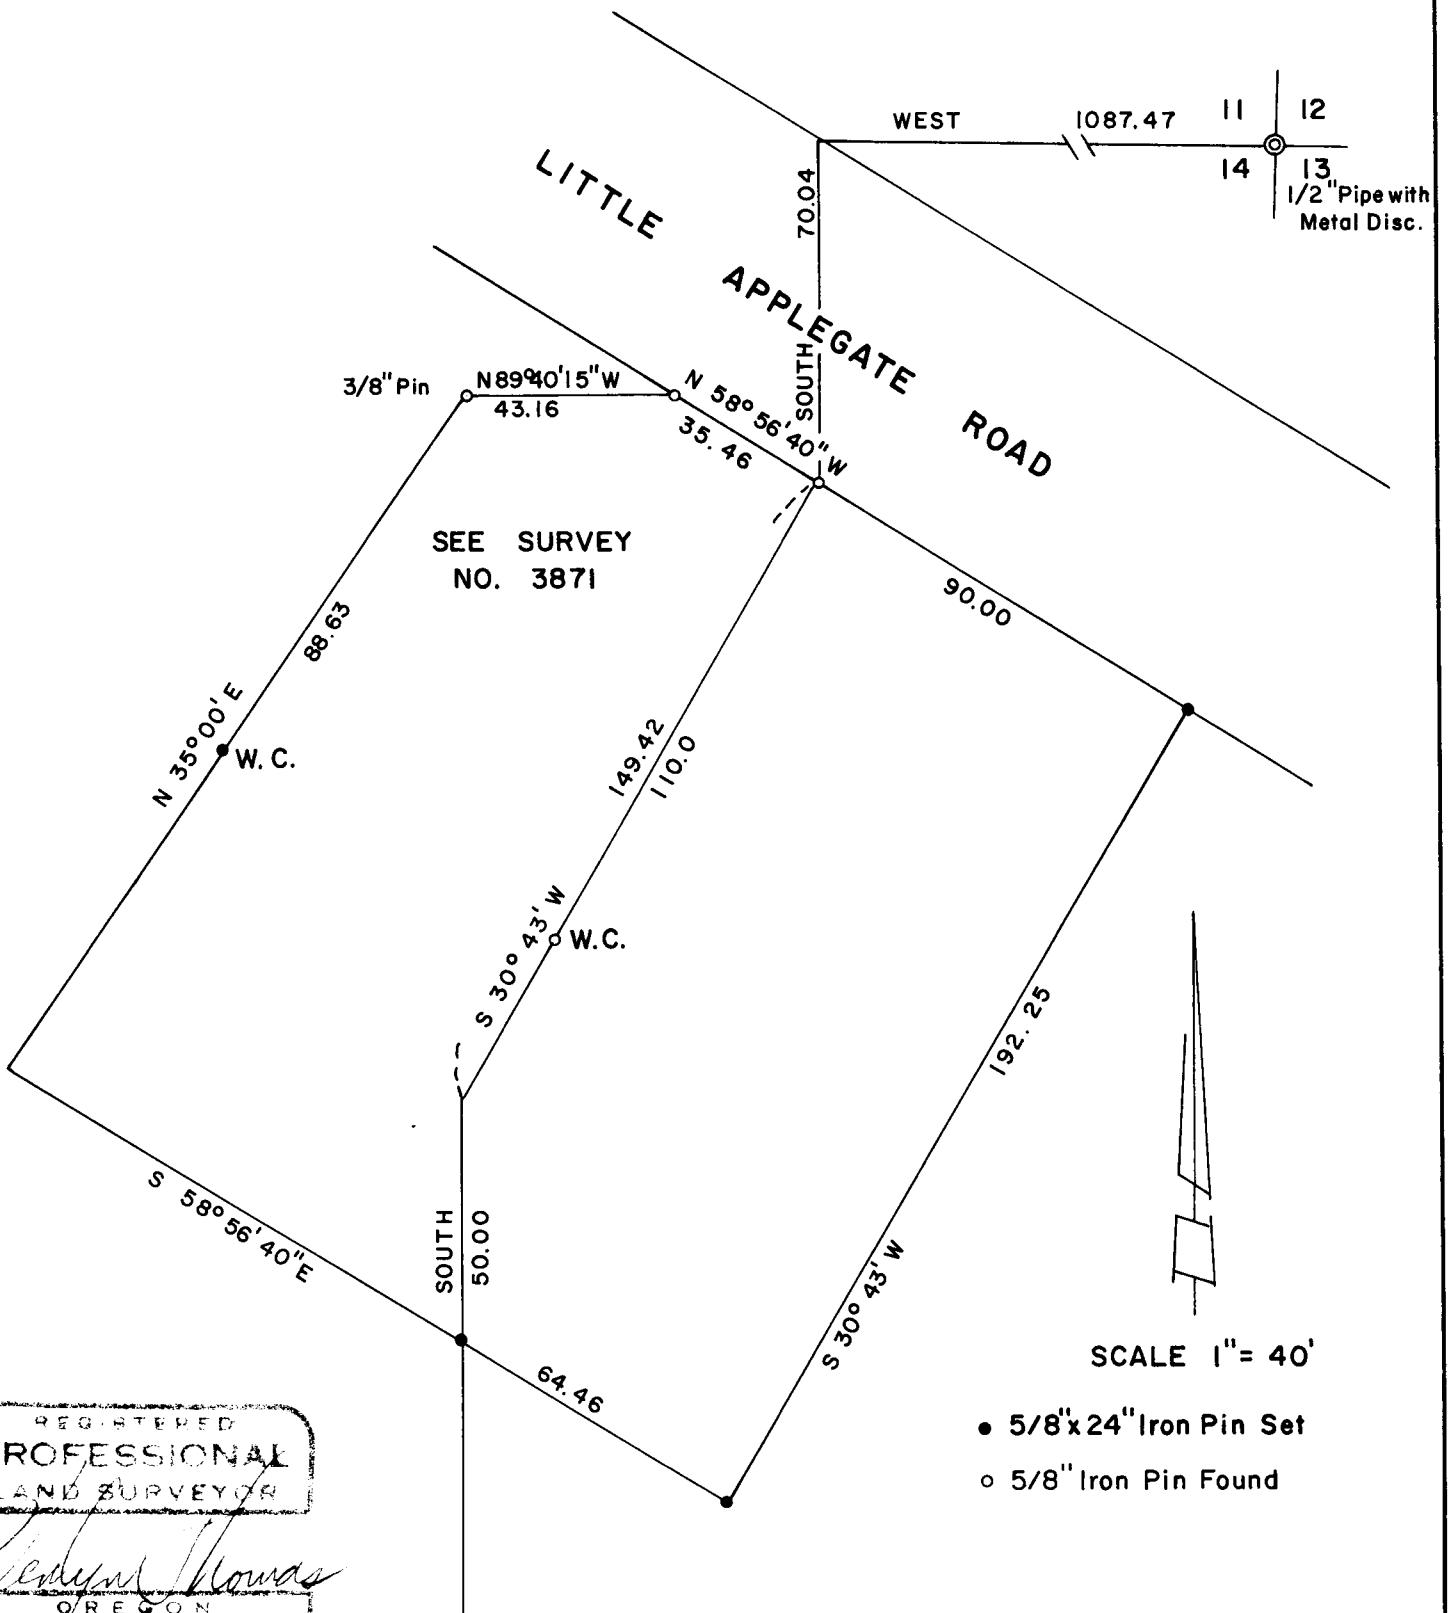 WEST
1087.47
11
12
14
13
1/2" Pipe with
Metal Disc.
70.04
SOUTH
LITTLE APPLEGATE ROAD
3/8" Pin
N89°40'15"W
43.16
N 58°56'40"W
35.46
SEE SURVEY
NO. 3871
90.00
88.63
N 35°00'E
W.C.
149.42
110.0
S 30°43'W
W.C.
192.25
S 30°43'W
S 58°56'40"E
SOUTH
50.00
64.46
SCALE 1"= 40'
5/8"x24" Iron Pin Set
5/8" Iron Pin Found
REGISTERED
ROFESSIONAL
AND SURVEYOR
Thomas
OREGON